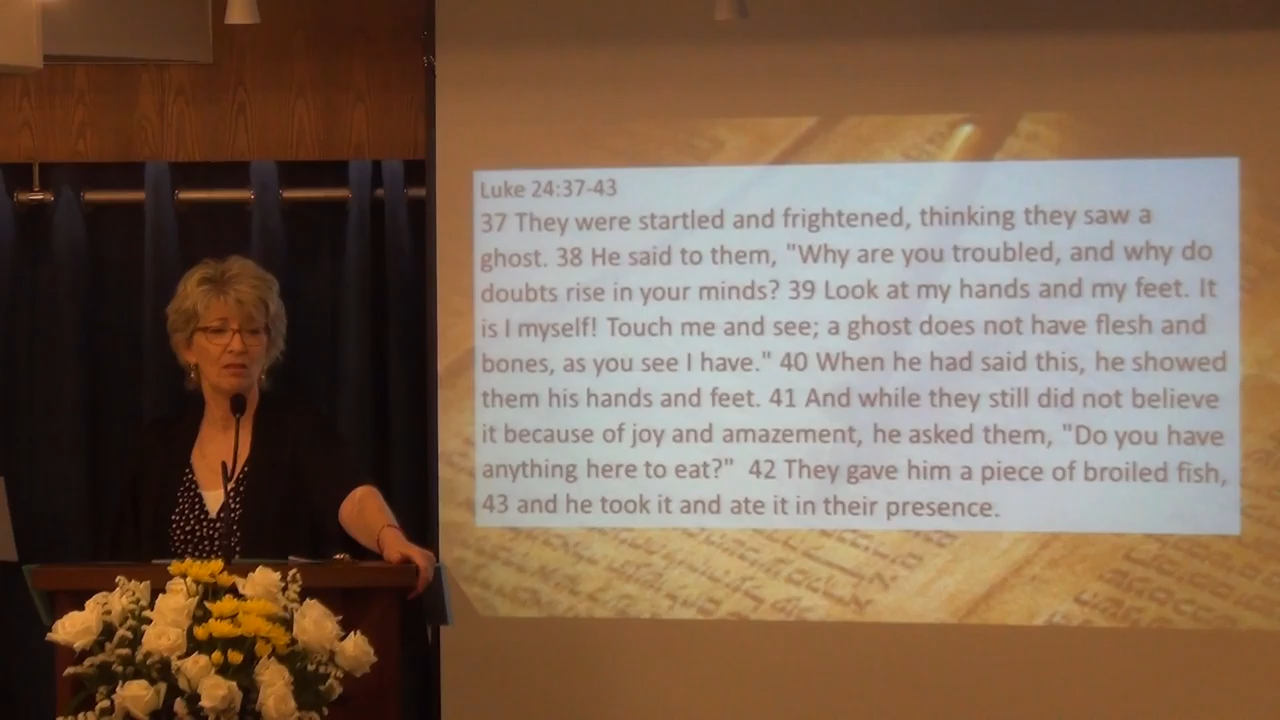 Luke 24:37-43
37 They were startled and frightened, thinking they saw a
ghost. 38 He said to them, "Why are you troubled, and why do
doubts rise in your minds? 39 Look at my hands and my feet. It
is I myself! Touch me and see; a ghost does not have flesh and
bones, as you see I have." 40 When he had said this, he showed
them his hands and feet. 41 And while they still did not believe
it because of joy and amazement, he asked them, "Do you have
anything here to eat?" 42 They gave him a piece of broiled fish,
43 and he took it and ate it in their presence.